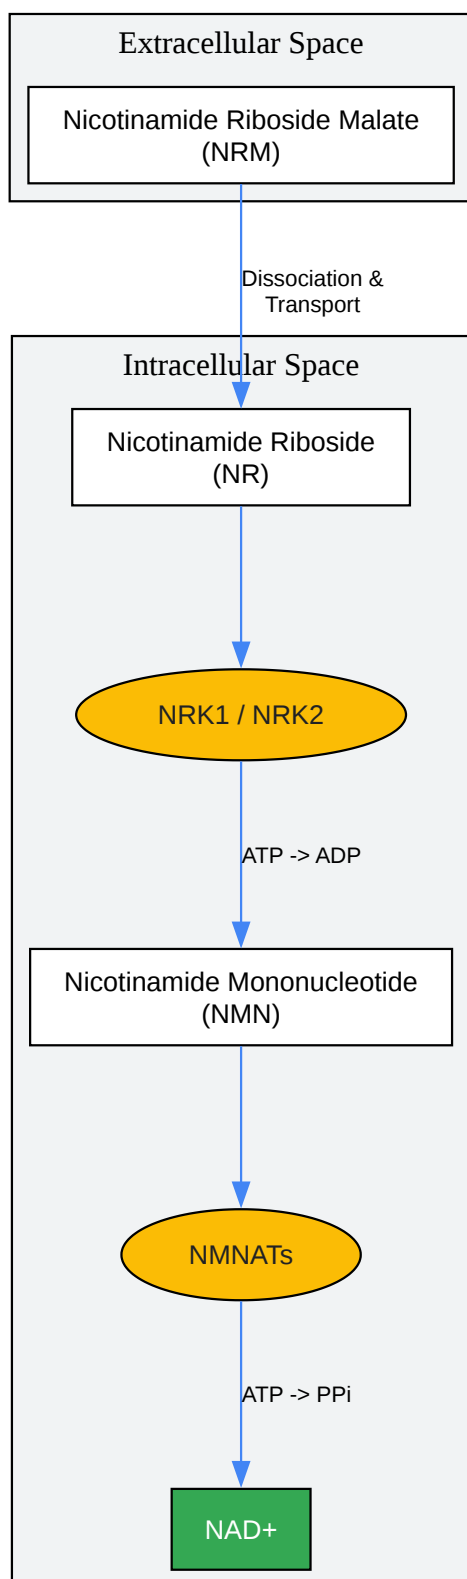 Extracellular Space
Nicotinamide Riboside Malate
(NRM)
Dissociation &
Transport
Intracellular Space
Nicotinamide Riboside
(NR)
NRK1 / NRK2
ATP -> ADP
Nicotinamide Mononucleotide
(NMN)
NMNATs
ATP -> PPi
NAD+